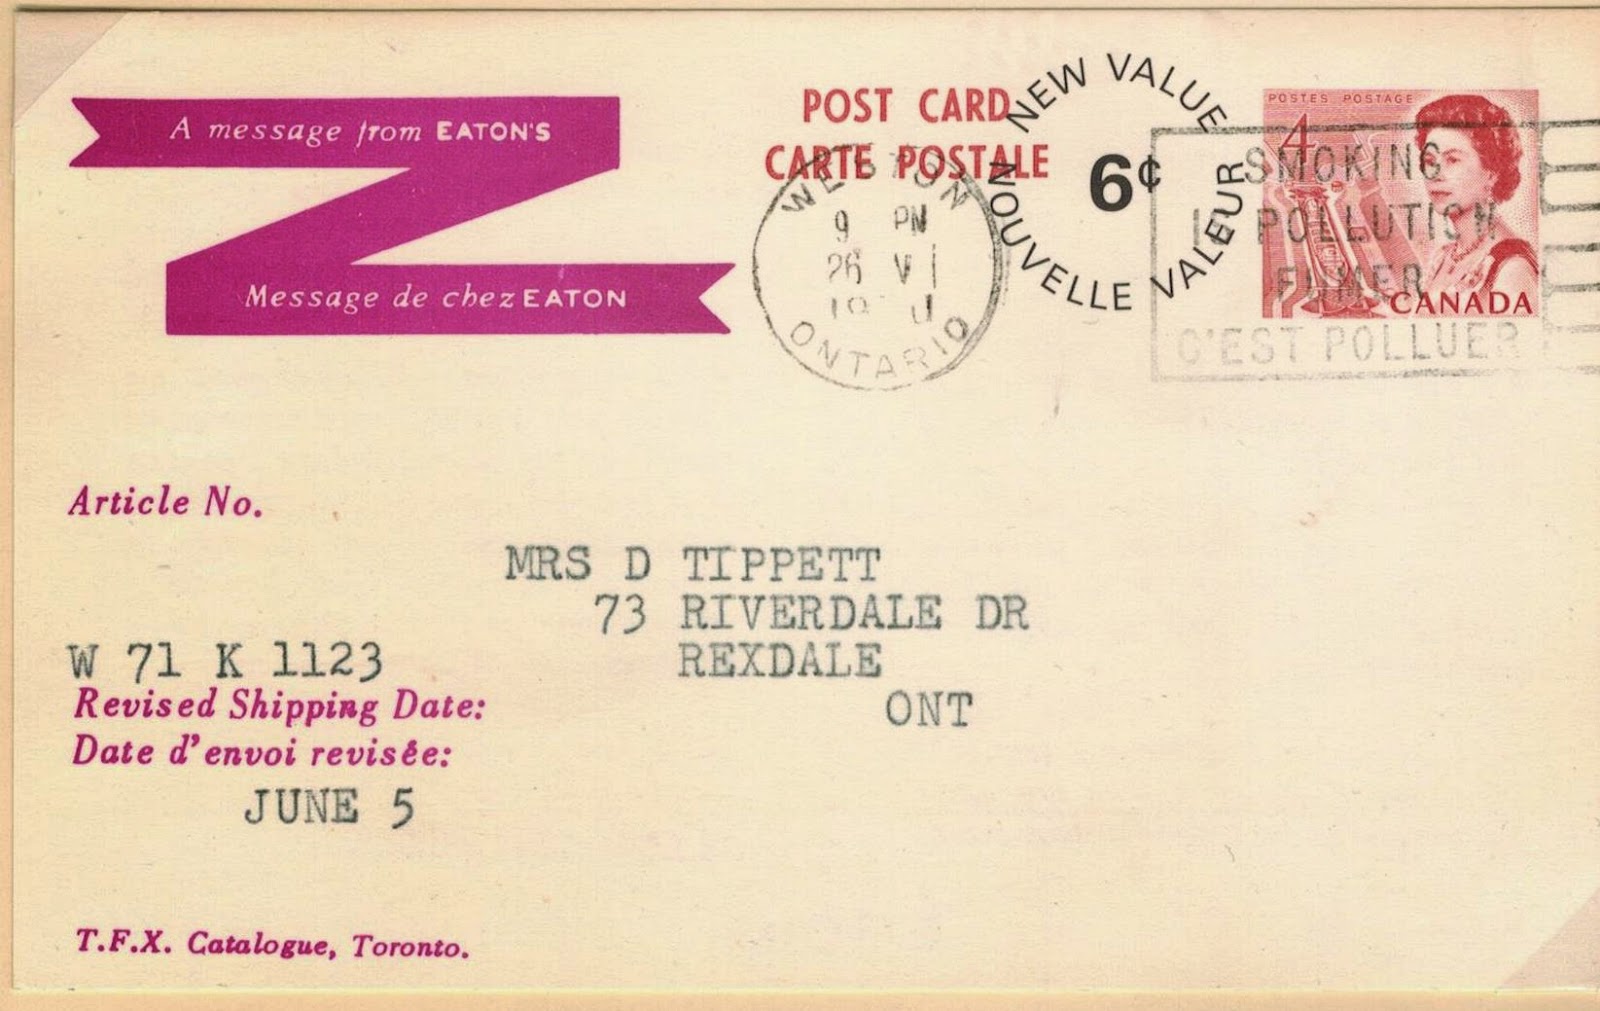 A message from EATON'S
Message de chez EATON
POST CARD
CARTE POSTALE
WESTON
9 PM
26 VI
ONTARIO
NEW VALUE
6¢
NOUVELLE VALEUR
POSTES POSTAGE
4
CANADA
SMOKING
IS POLLUTION
FUMER
C'EST POLLUER
Article No.
MRS D TIPPETT
73 RIVERDALE DR
REXDALE
ONT
W 71 K 1123
Revised Shipping Date:
Date d'envoi revisée:
JUNE 5
T.F.X. Catalogue, Toronto.